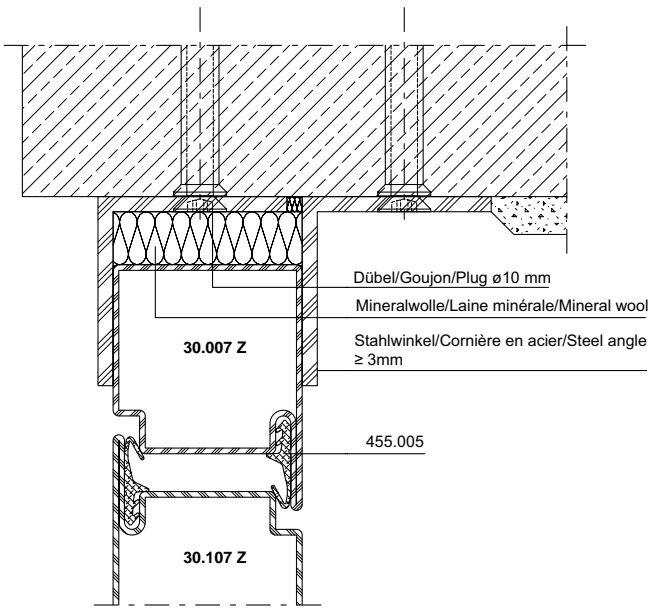 Dübel/Goujon/Plug ø10 mm
Mineralwolle/Laine minérale/Mineral wool
Stahlwinkel/Cornière en acier/Steel angle
≥ 3mm
30.007 Z
455.005
30.107 Z